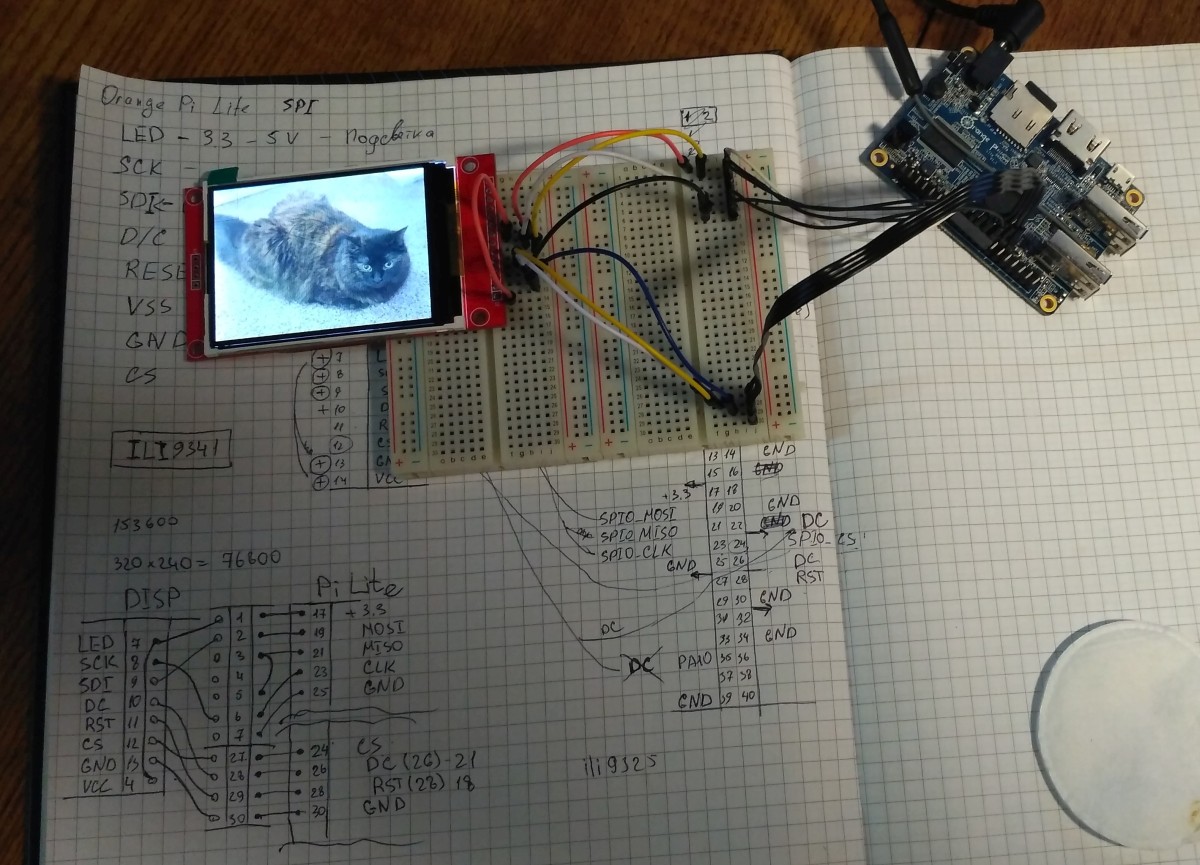 Orange Pi Lite SPI
LED - 3.3 - 5V - Подсветка
SCK -
SDI -
D/C
RESE
VSS
GND
CS
1 2
7
8
9
10
11
12
13
14 VCC
ILI9341
153600
320x240= 76800
13 14 GND
15 16 GND
+3.3 17 18
19 20 GND
SPI0_MOSI 21 22 GND DC
SPI0_MISO 23 24 SPI0_CS
SPI0_CLK
GND 25 26 DC
27 28 RST
29 30 GND
31 32
DC 33 34 GND
DC PA10 35 36
37 38
GND 39 40
DISP
Pi Lite
LED 7
SCK 8
SDI 9
DC 10
RST 11
CS 12
GND 13
VCC 4
1 17 +3.3
2 19 MOSI
3 21 MISO
4 23 CLK
5 25 GND
6
7
27 24 CS
28 26 DC (26) - 21
29 28 RST (28) 18
30 30 GND
ili9325